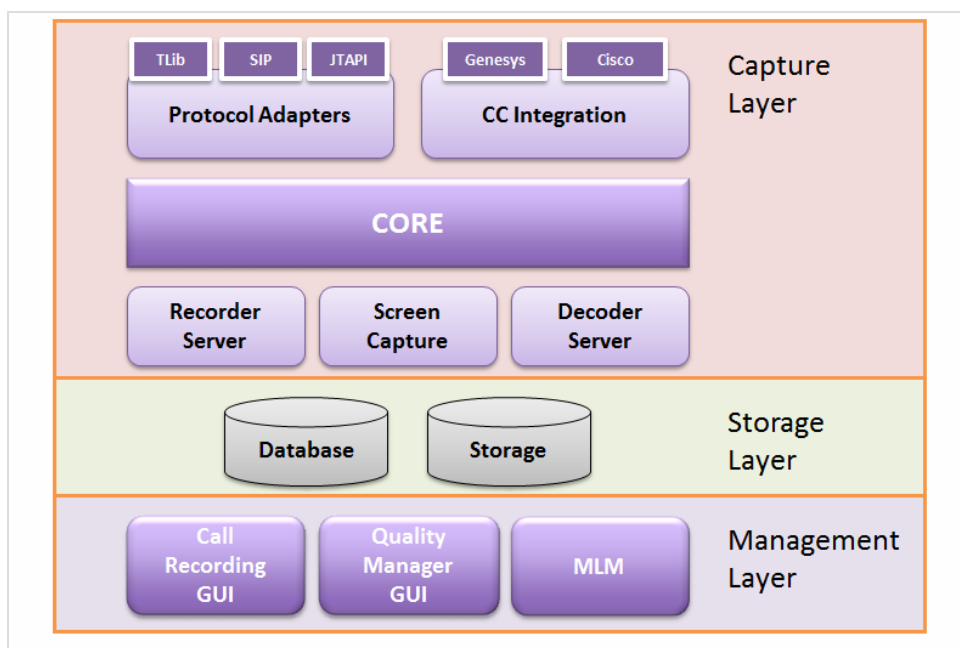 TLib
SIP
JTAPI
Genesys
Cisco
Protocol Adapters
CC Integration
Capture
Layer
CORE
Recorder
Server
Screen
Capture
Decoder
Server
Database
Storage
Storage
Layer
Call
Recording
GUI
Quality
Manager
GUI
MLM
Management
Layer